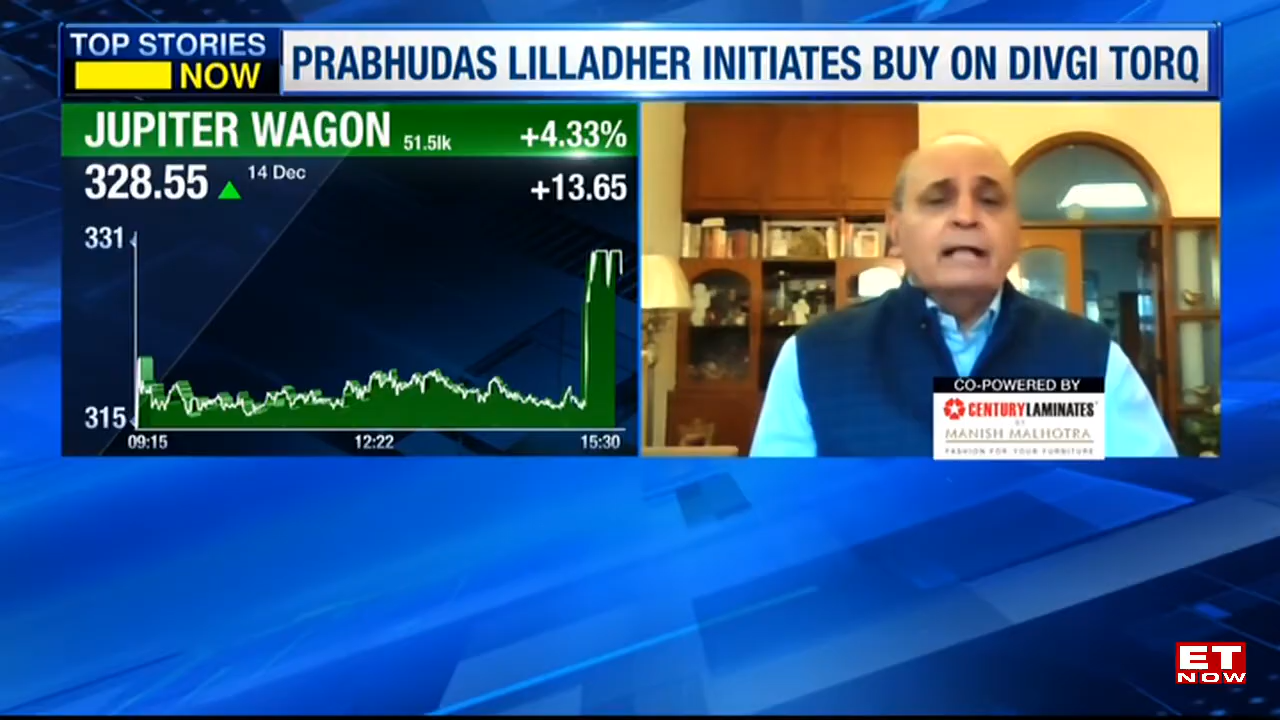 TOP STORIES
NOW
PRABHUDAS LILLADHER INITIATES BUY ON DIVGI TORQ
JUPITER WAGON 51.5lk +4.33%
328.55 14 Dec +13.65
331
315
09:15 12:22 15:30
CO-POWERED BY
CENTURYLAMINATES
BY
MANISH MALHOTRA
FASHION FOR YOUR FURNITURE
ET
NOW